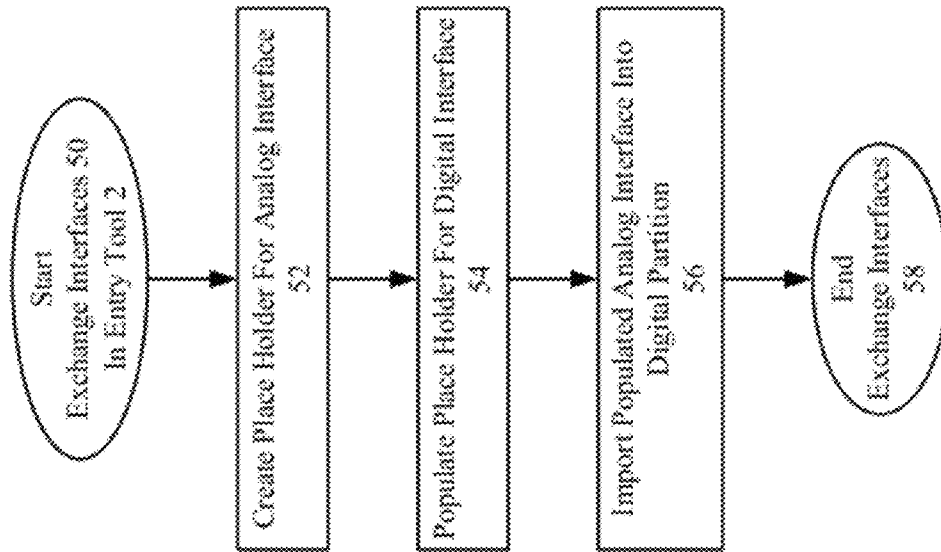 Start
Exchange Interfaces 50
In Entry Tool 2
Create Place Holder For Analog Interface
52
Populate Place Holder For Digital Interface
54
Import Populated Analog Interface Into
Digital Partition
56
End
Exchange Interfaces
58